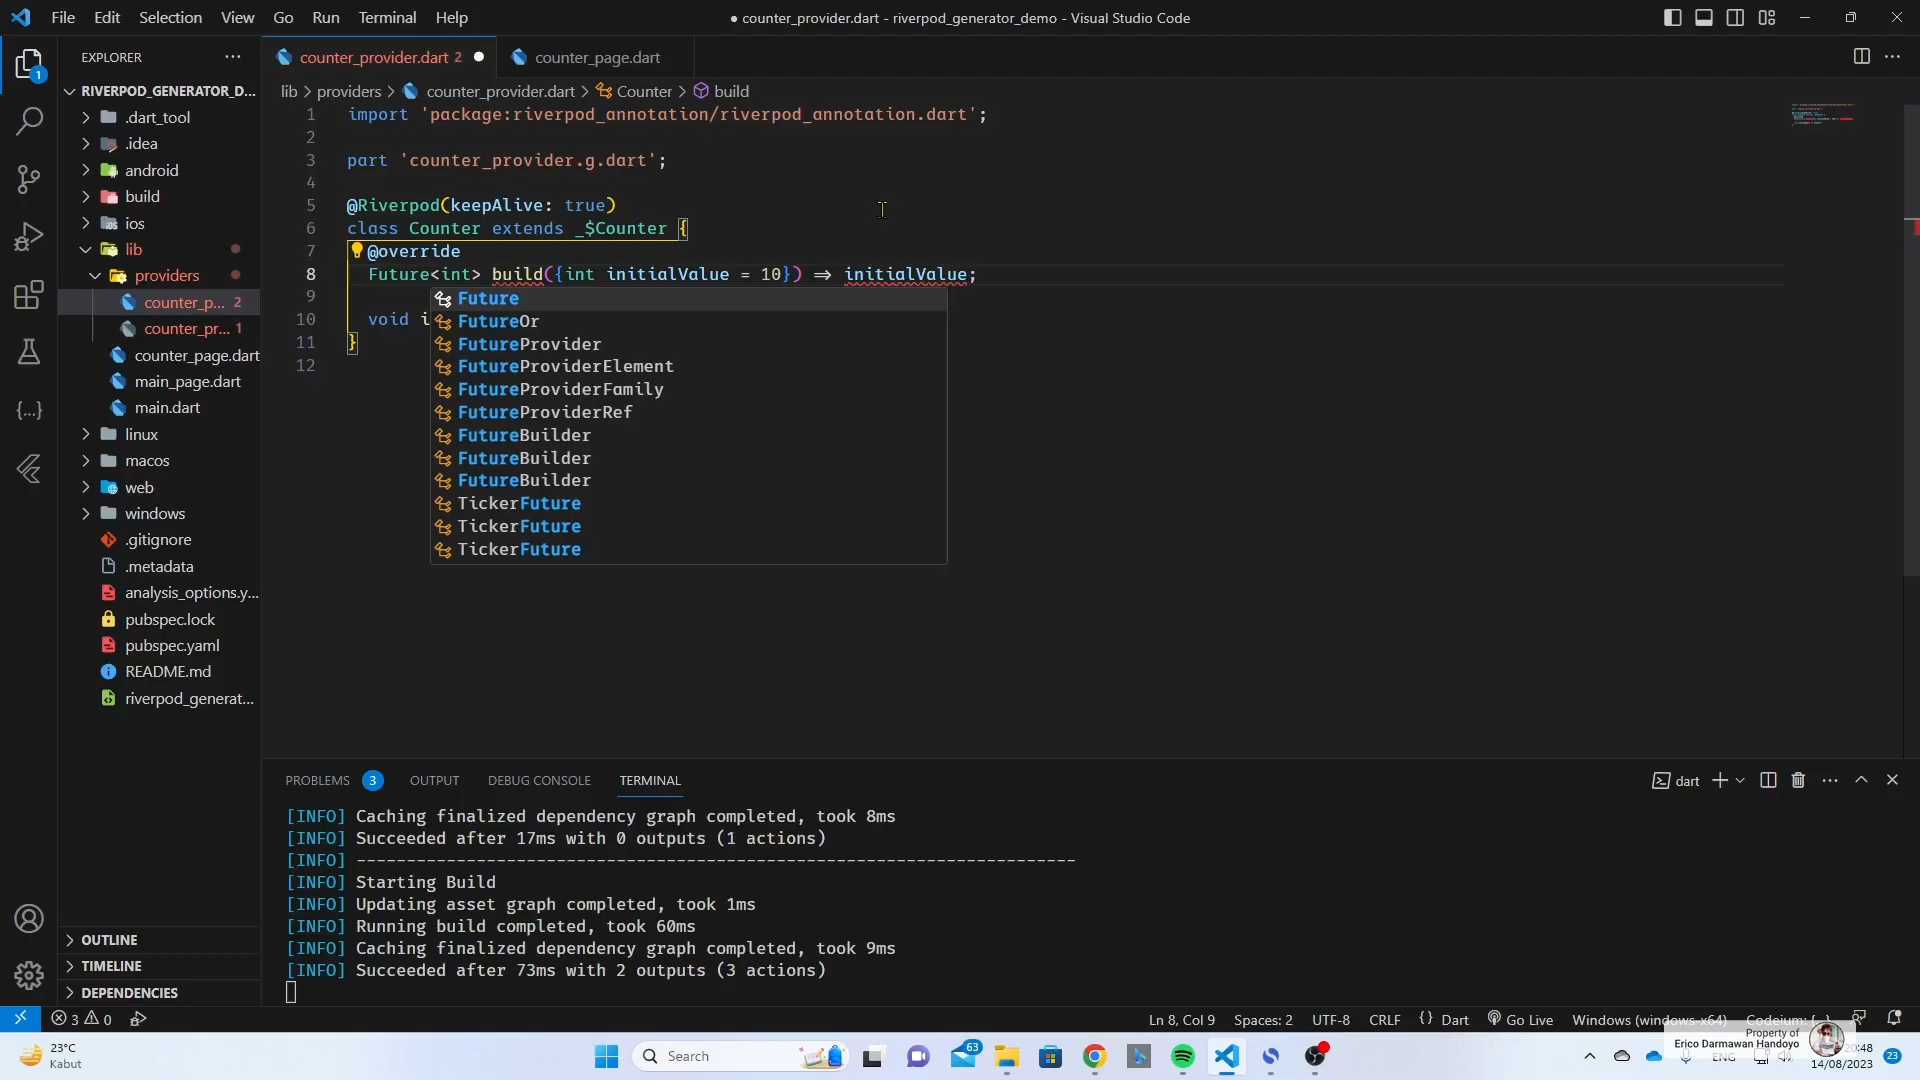 File Edit Selection View Go Run Terminal Help
● counter_provider.dart - riverpod_generator_demo - Visual Studio Code
EXPLORER
RIVERPOD_GENERATOR_D...
.dart_tool
.idea
android
build
ios
lib
providers
counter_p... 2
counter_pr... 1
counter_page.dart
main_page.dart
main.dart
linux
macos
web
windows
.gitignore
.metadata
analysis_options.y...
pubspec.lock
pubspec.yaml
README.md
riverpod_generat...
OUTLINE
TIMELINE
DEPENDENCIES
1
counter_provider.dart 2
counter_page.dart
lib > providers > counter_provider.dart > Counter > build
1 import 'package:riverpod_annotation/riverpod_annotation.dart';
2
3 part 'counter_provider.g.dart';
4
5 @Riverpod(keepAlive: true)
6 class Counter extends _$Counter {
7 @override
8 Future<int> build({int initialValue = 10}) => initialValue;
9
10 void i
11 }
12
Future
FutureOr
FutureProvider
FutureProviderElement
FutureProviderFamily
FutureProviderRef
FutureBuilder
FutureBuilder
FutureBuilder
TickerFuture
TickerFuture
TickerFuture
PROBLEMS 3 OUTPUT DEBUG CONSOLE TERMINAL
dart
[INFO] Caching finalized dependency graph completed, took 8ms
[INFO] Succeeded after 17ms with 0 outputs (1 actions)
[INFO] ------------------------------------------------------------------------
[INFO] Starting Build
[INFO] Updating asset graph completed, took 1ms
[INFO] Running build completed, took 60ms
[INFO] Caching finalized dependency graph completed, took 9ms
[INFO] Succeeded after 73ms with 2 outputs (3 actions)
3 0
Ln 8, Col 9 Spaces: 2 UTF-8 CRLF {} Dart Go Live Windows (windows-x64) Codeium: {...}
Property of
Erico Darmawan Handoyo
23°C
Kabut
Search
63
ENG
20:48
14/08/2023
23